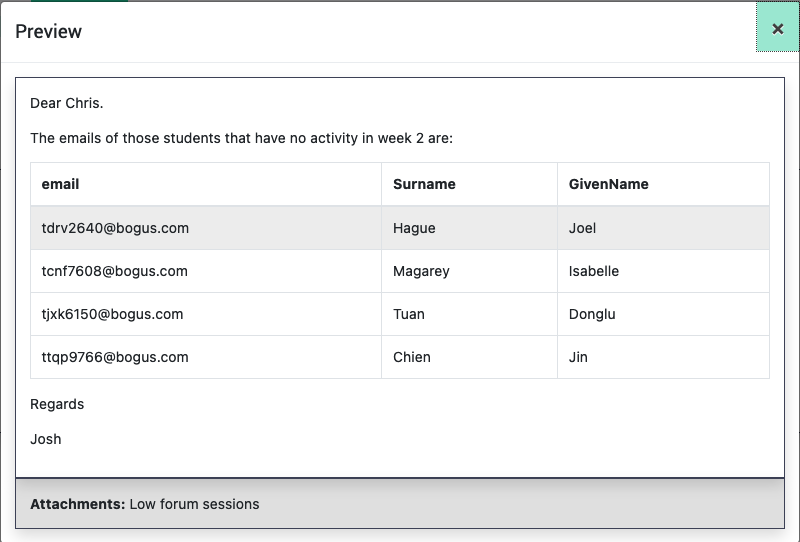 Preview
×
Dear Chris.
The emails of those students that have no activity in week 2 are:
email Surname GivenName
tdrv2640@bogus.com Hague Joel
tcnf7608@bogus.com Magarey Isabelle
tjxk6150@bogus.com Tuan Donglu
ttqp9766@bogus.com Chien Jin
Regards
Josh
Attachments: Low forum sessions